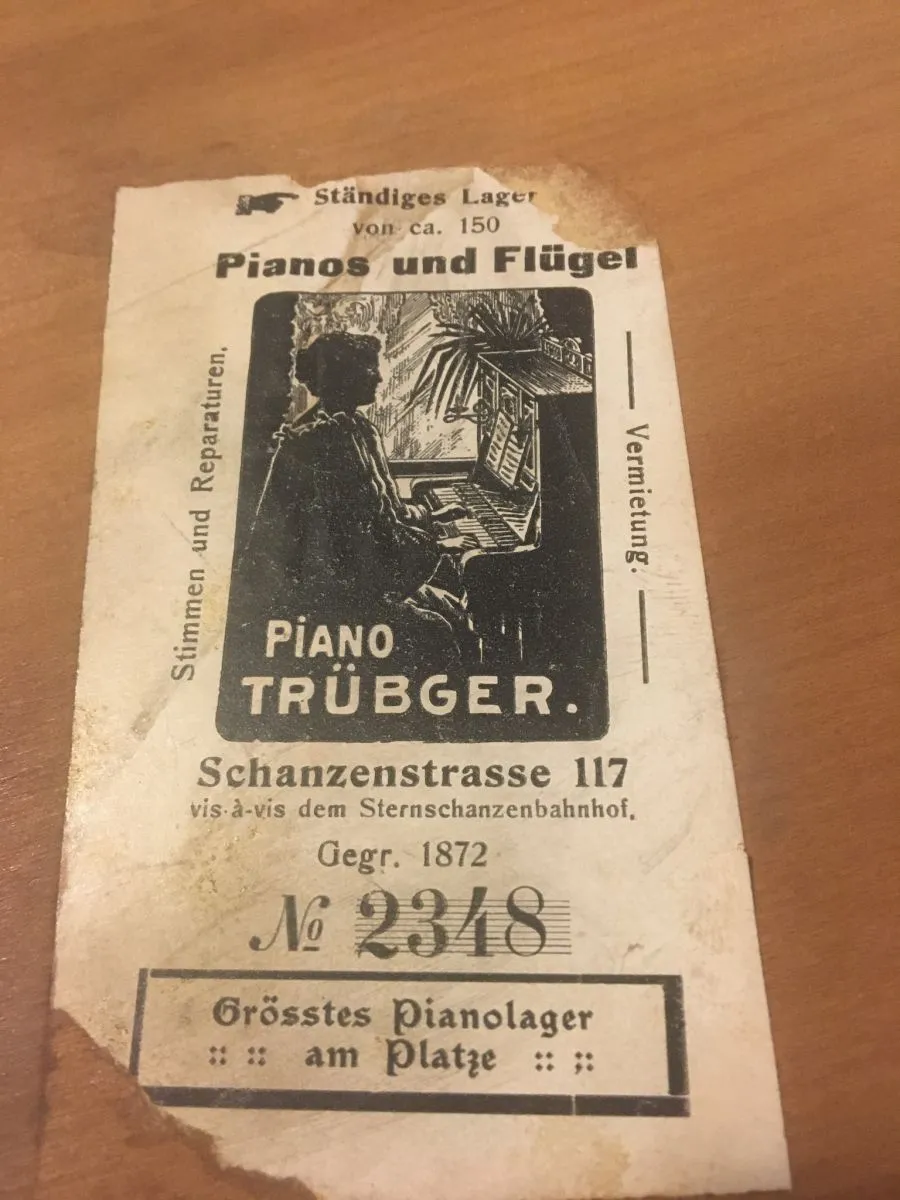 Ständiges Lager
von ca. 150
Pianos und Flügel
Stimmen und Reparaturen.
Vermietung.
PiANO
TRÜBGER.
Schanzenstrasse 117
vis-à-vis dem Sternschanzenbahnhof.
Gegr. 1872
No 2348
Grösstes Pianolager
:: :: am Platze :: ::